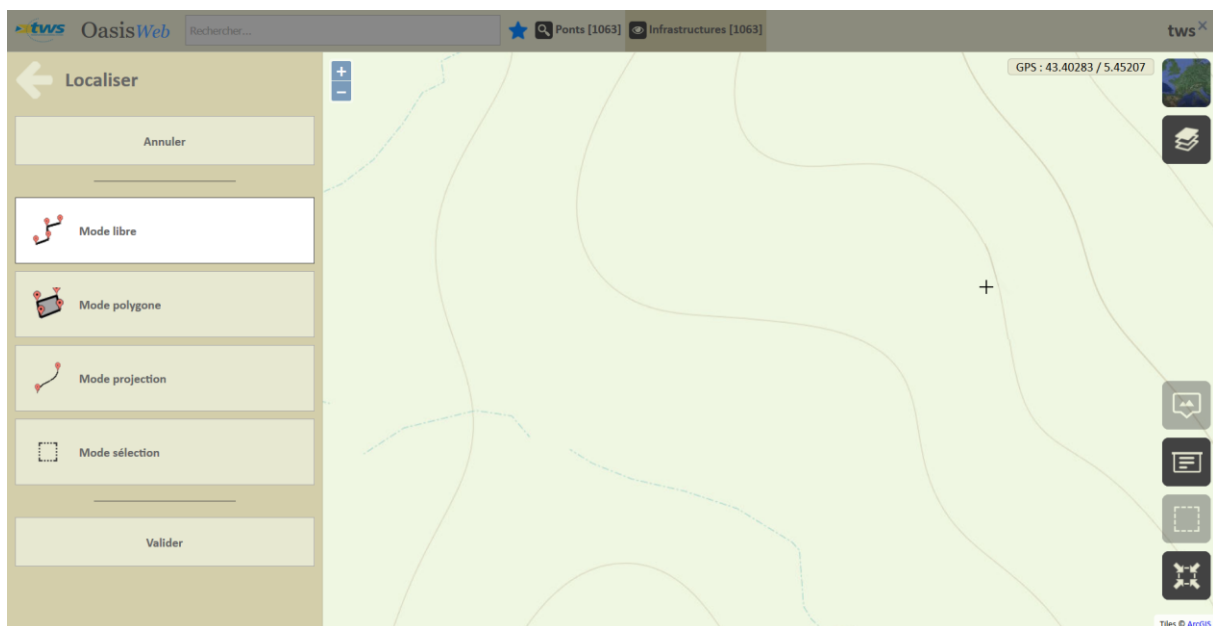 tws OasisWeb Rechercher... Ponts [1063] Infrastructures [1063] tws×
Localiser
+
−
GPS : 43.40283 / 5.45207
Annuler
Mode libre
Mode polygone
Mode projection
Mode sélection
Valider
Tiles © ArcGIS